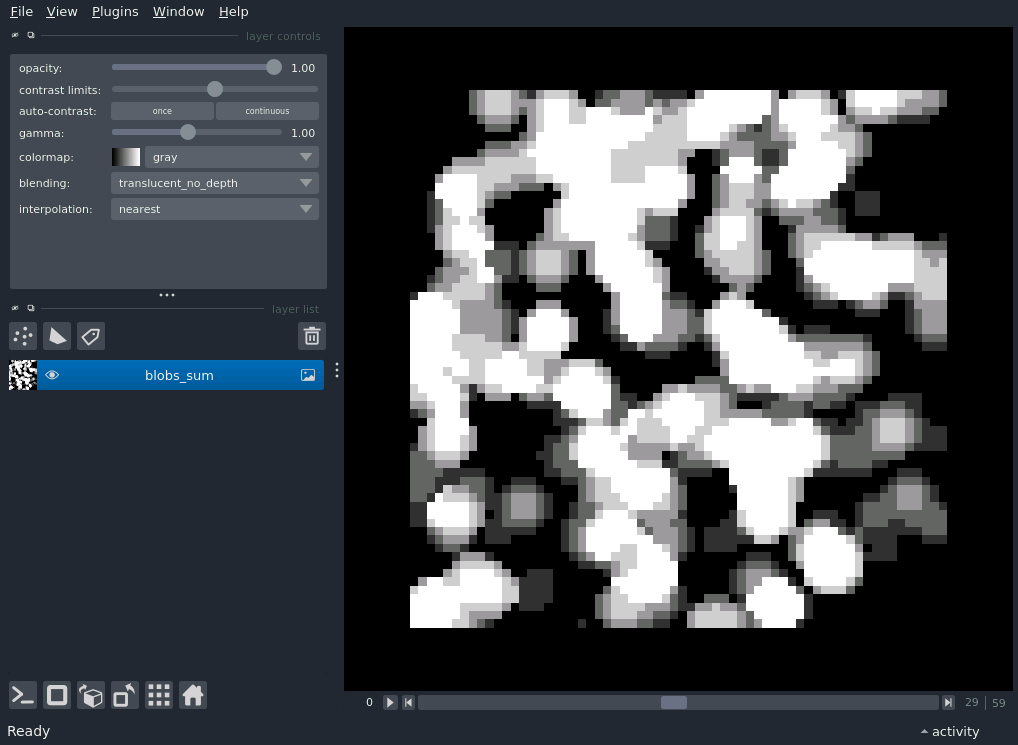 File View Plugins Window Help
layer controls
opacity: 1.00
contrast limits:
auto-contrast: once continuous
gamma: 1.00
colormap: gray
blending: translucent_no_depth
interpolation: nearest
layer list
blobs_sum
0 29 59
Ready activity